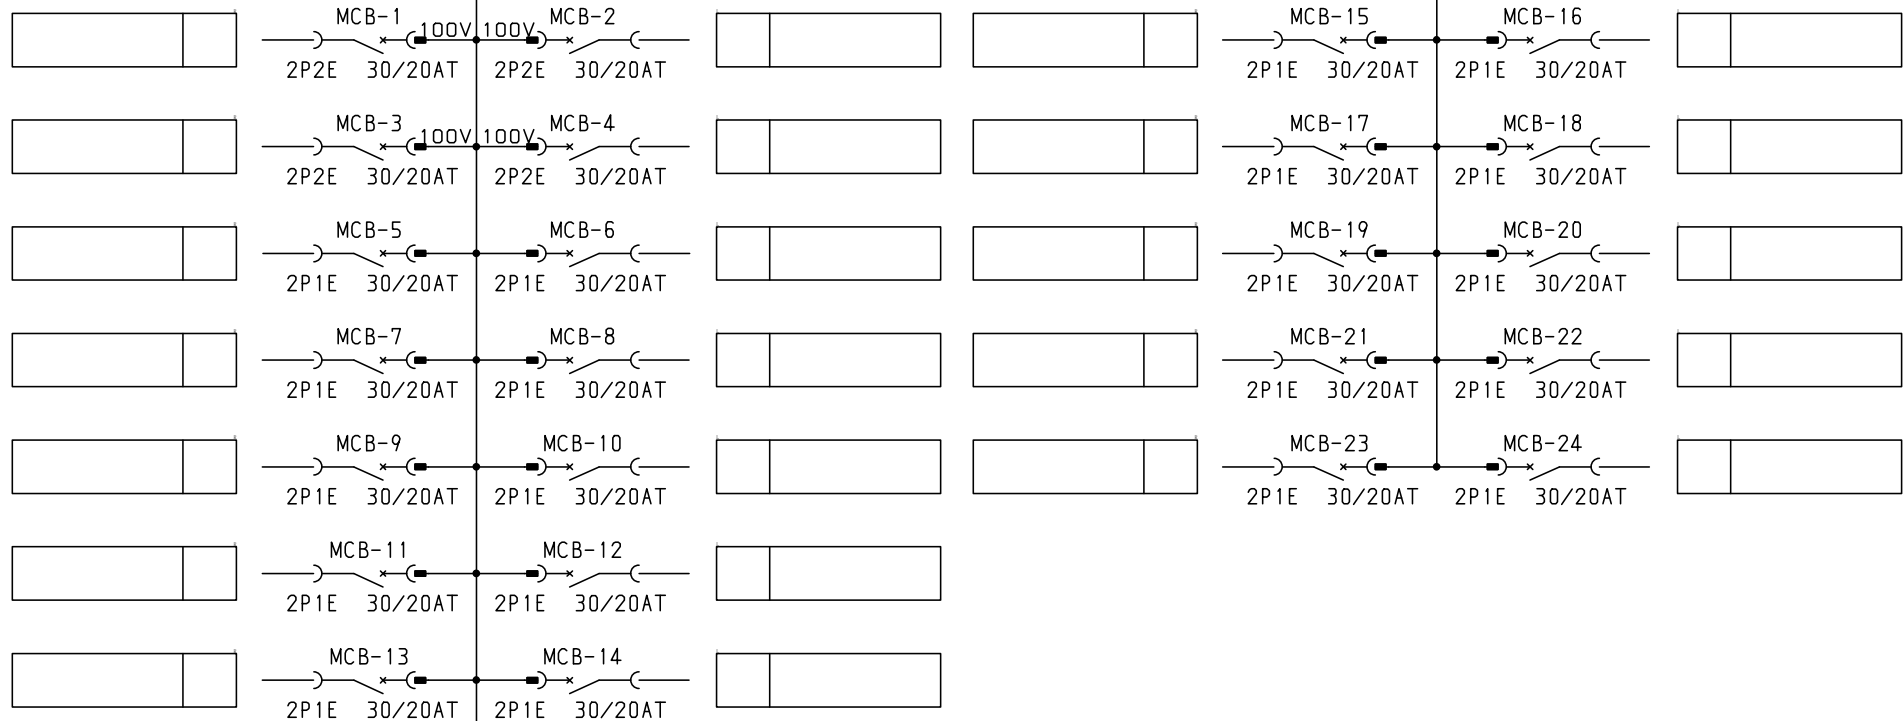 MCB-1 100V 100V MCB-2 MCB-15 MCB-16
2P2E 30/20AT 2P2E 30/20AT 2P1E 30/20AT 2P1E 30/20AT
MCB-3 100V 100V MCB-4 MCB-17 MCB-18
2P2E 30/20AT 2P2E 30/20AT 2P1E 30/20AT 2P1E 30/20AT
MCB-5 MCB-6 MCB-19 MCB-20
2P1E 30/20AT 2P1E 30/20AT 2P1E 30/20AT 2P1E 30/20AT
MCB-7 MCB-8 MCB-21 MCB-22
2P1E 30/20AT 2P1E 30/20AT 2P1E 30/20AT 2P1E 30/20AT
MCB-9 MCB-10 MCB-23 MCB-24
2P1E 30/20AT 2P1E 30/20AT 2P1E 30/20AT 2P1E 30/20AT
MCB-11 MCB-12
2P1E 30/20AT 2P1E 30/20AT
MCB-13 MCB-14
2P1E 30/20AT 2P1E 30/20AT